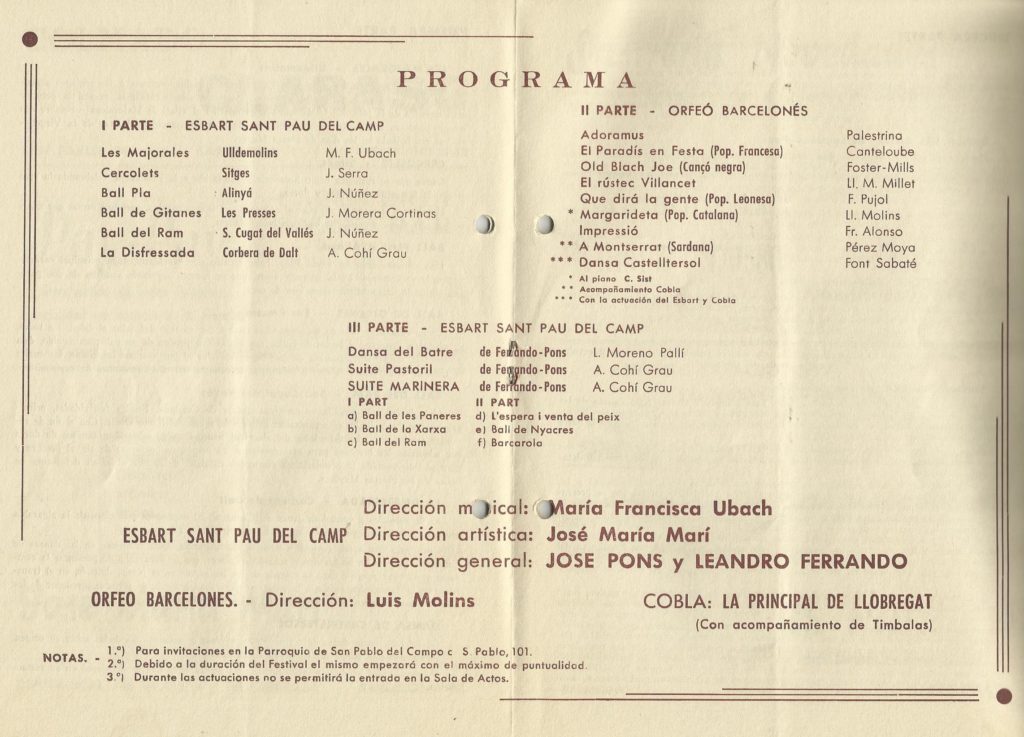 PROGRAMA
I PARTE - ESBART SANT PAU DEL CAMP
Les Majorales Ulldemolins M. F. Ubach
Cercolets Sitges J. Serra
Ball Pla Alinyá J. Núñez
Ball de Gitanes Les Presses J. Morera Cortinas
Ball del Ram S. Cugat del Vallés J. Núñez
La Disfressada Corbera de Dalt A. Cohí Grau
II PARTE - ORFEÓ BARCELONÉS
Adoramus Palestrina
El Paradís en Festa (Pop. Francesa) Canteloube
Old Blach Joe (Cançó negra) Foster-Mills
El rústec Villancet Ll. M. Millet
Que dirá la gente (Pop. Leonesa) F. Pujol
* Margarideta (Pop. Catalana) Ll. Molins
Impressió Fr. Alonso
** A Montserrat (Sardana) Pérez Moya
*** Dansa Castelltersol Font Sabaté
* Al piano C. Sist
** Acompañamiento Cobla
*** Con la actuación del Esbart y Cobla
III PARTE - ESBART SANT PAU DEL CAMP
Dansa del Batre de Ferrando-Pons L. Moreno Pallí
Suite Pastoril de Ferrando-Pons A. Cohí Grau
SUITE MARINERA de Ferrando-Pons A. Cohí Grau
I PART II PART
a) Ball de les Paneres d) L'espera i venta del peix
b) Ball de la Xarxa e) Ball de Nyacres
c) Ball del Ram f) Barcarola
Dirección musical: María Francisca Ubach
ESBART SANT PAU DEL CAMP Dirección artística: José María Marí
Dirección general: JOSE PONS y LEANDRO FERRANDO
ORFEO BARCELONES. - Dirección: Luis Molins
COBLA: LA PRINCIPAL DE LLOBREGAT
(Con acompañamiento de Timbalas)
NOTAS. - 1.º) Para invitaciones en la Parroquia de San Pablo del Campo c S. Pablo, 101.
2.º) Debido a la duración del Festival el mismo empezará con el máximo de puntualidad.
3.º) Durante las actuaciones no se permitirá la entrada en la Sala de Actos.